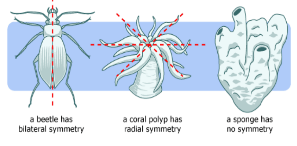 a beetle has
bilateral symmetry
a coral polyp has
radial symmetry
a sponge has
no symmetry